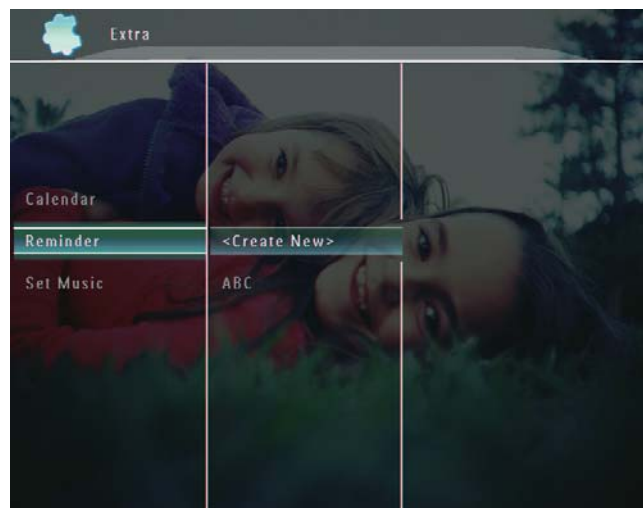 Extra
Calendar
Reminder
<Create New>
Set Music
ABC